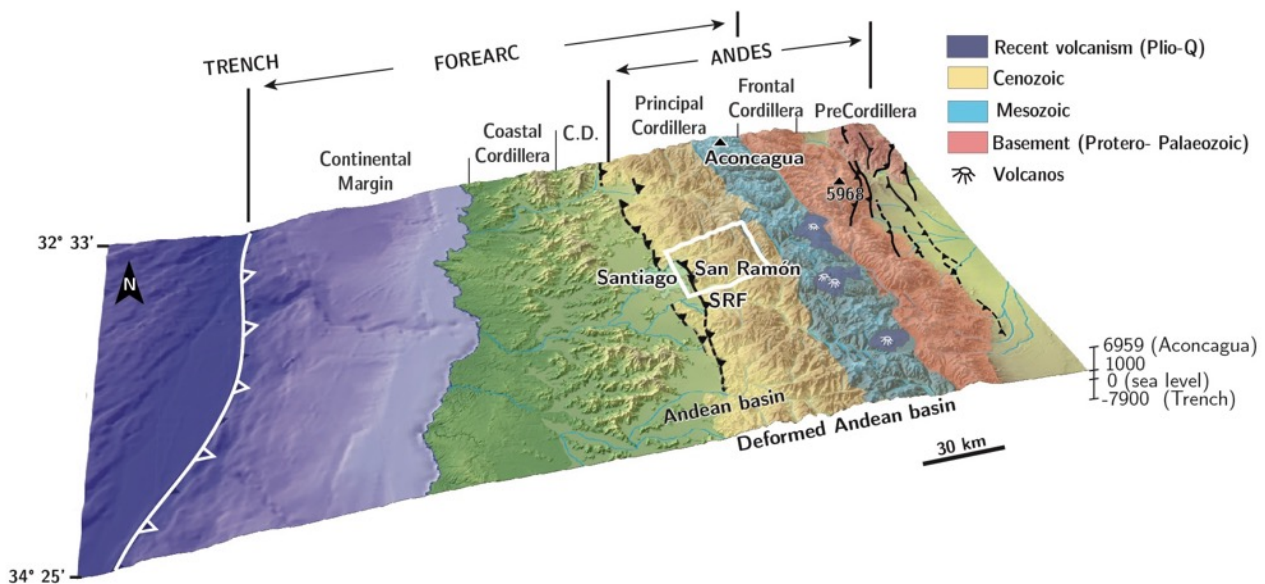 TRENCH
FOREARC
ANDES
Continental
Margin
Coastal
Cordillera
C.D.
Principal
Cordillera
Frontal
Cordillera
PreCordillera
Recent volcanism (Plio-Q)
Cenozoic
Mesozoic
Basement (Protero- Palaeozoic)
Volcanos
Aconcagua
5968
32° 33'
N
Santiago
San Ramón
SRF
Andean basin
Deformed Andean basin
6959 (Aconcagua)
1000
0 (sea level)
-7900 (Trench)
30 km
34° 25'